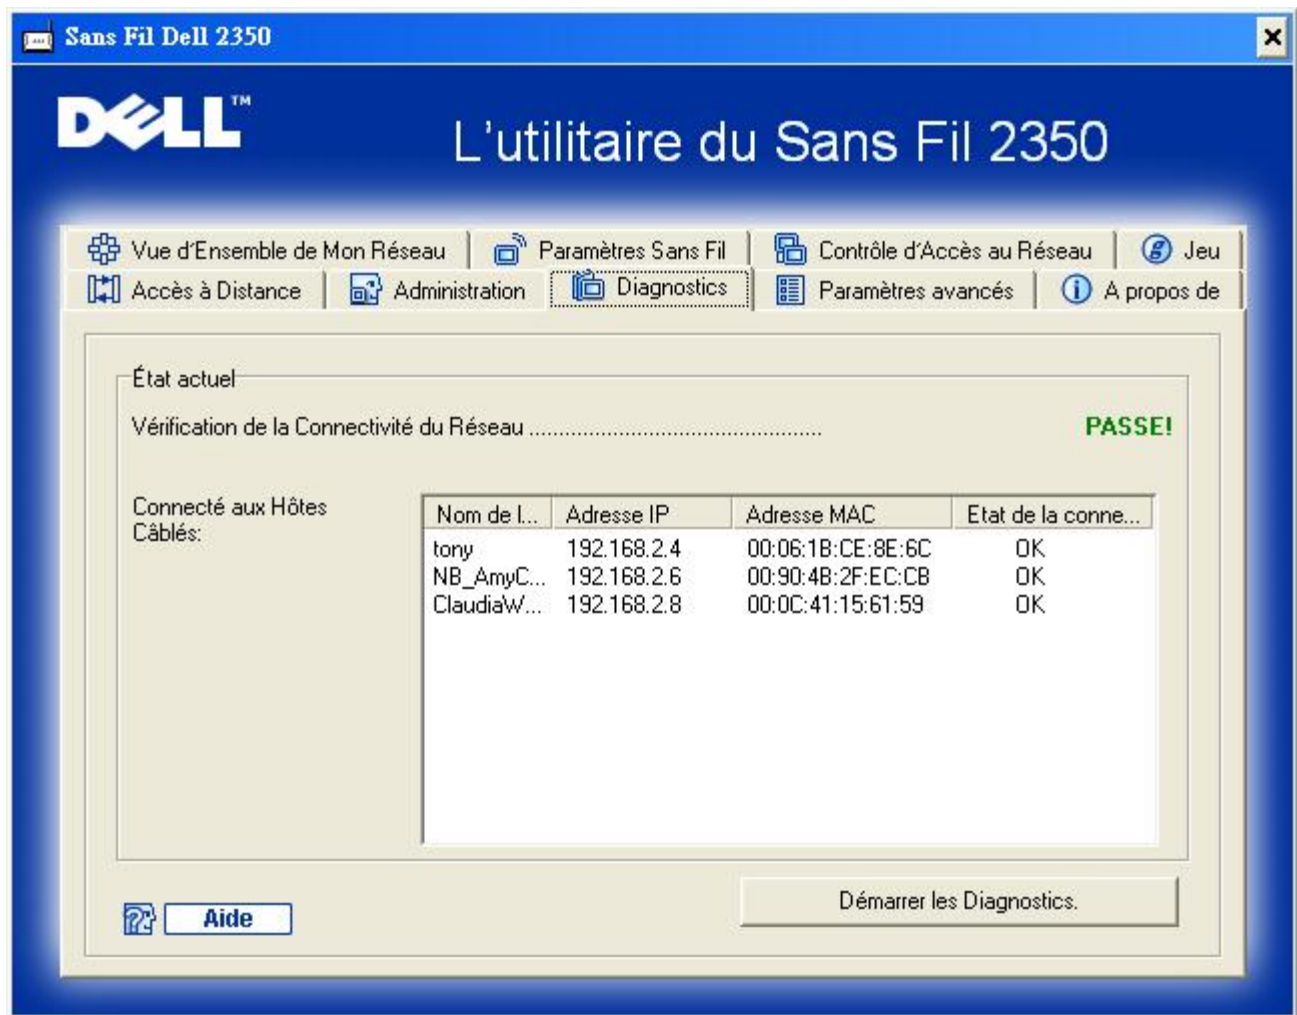 Sans Fil Dell 2350
DELL™
L'utilitaire du Sans Fil 2350
Vue d'Ensemble de Mon Réseau Paramètres Sans Fil Contrôle d'Accès au Réseau Jeu
Accès à Distance Administration Diagnostics Paramètres avancés A propos de
État actuel
Vérification de la Connectivité du Réseau ................................................. PASSE!
Connecté aux Hôtes
Câblés:
Nom de l... Adresse IP Adresse MAC Etat de la conne...
tony 192.168.2.4 00:06:1B:CE:8E:6C OK
NB_AmyC... 192.168.2.6 00:90:4B:2F:EC:CB OK
ClaudiaW... 192.168.2.8 00:0C:41:15:61:59 OK
Démarrer les Diagnostics.
Aide